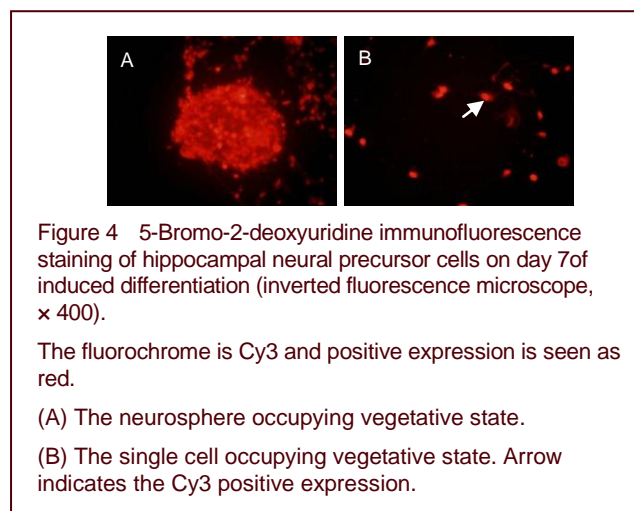 A
B
Figure 4 5-Bromo-2-deoxyuridine immunofluorescence
staining of hippocampal neural precursor cells on day 7of
induced differentiation (inverted fluorescence microscope,
× 400).
The fluorochrome is Cy3 and positive expression is seen as
red.
(A) The neurosphere occupying vegetative state.
(B) The single cell occupying vegetative state. Arrow
indicates the Cy3 positive expression.